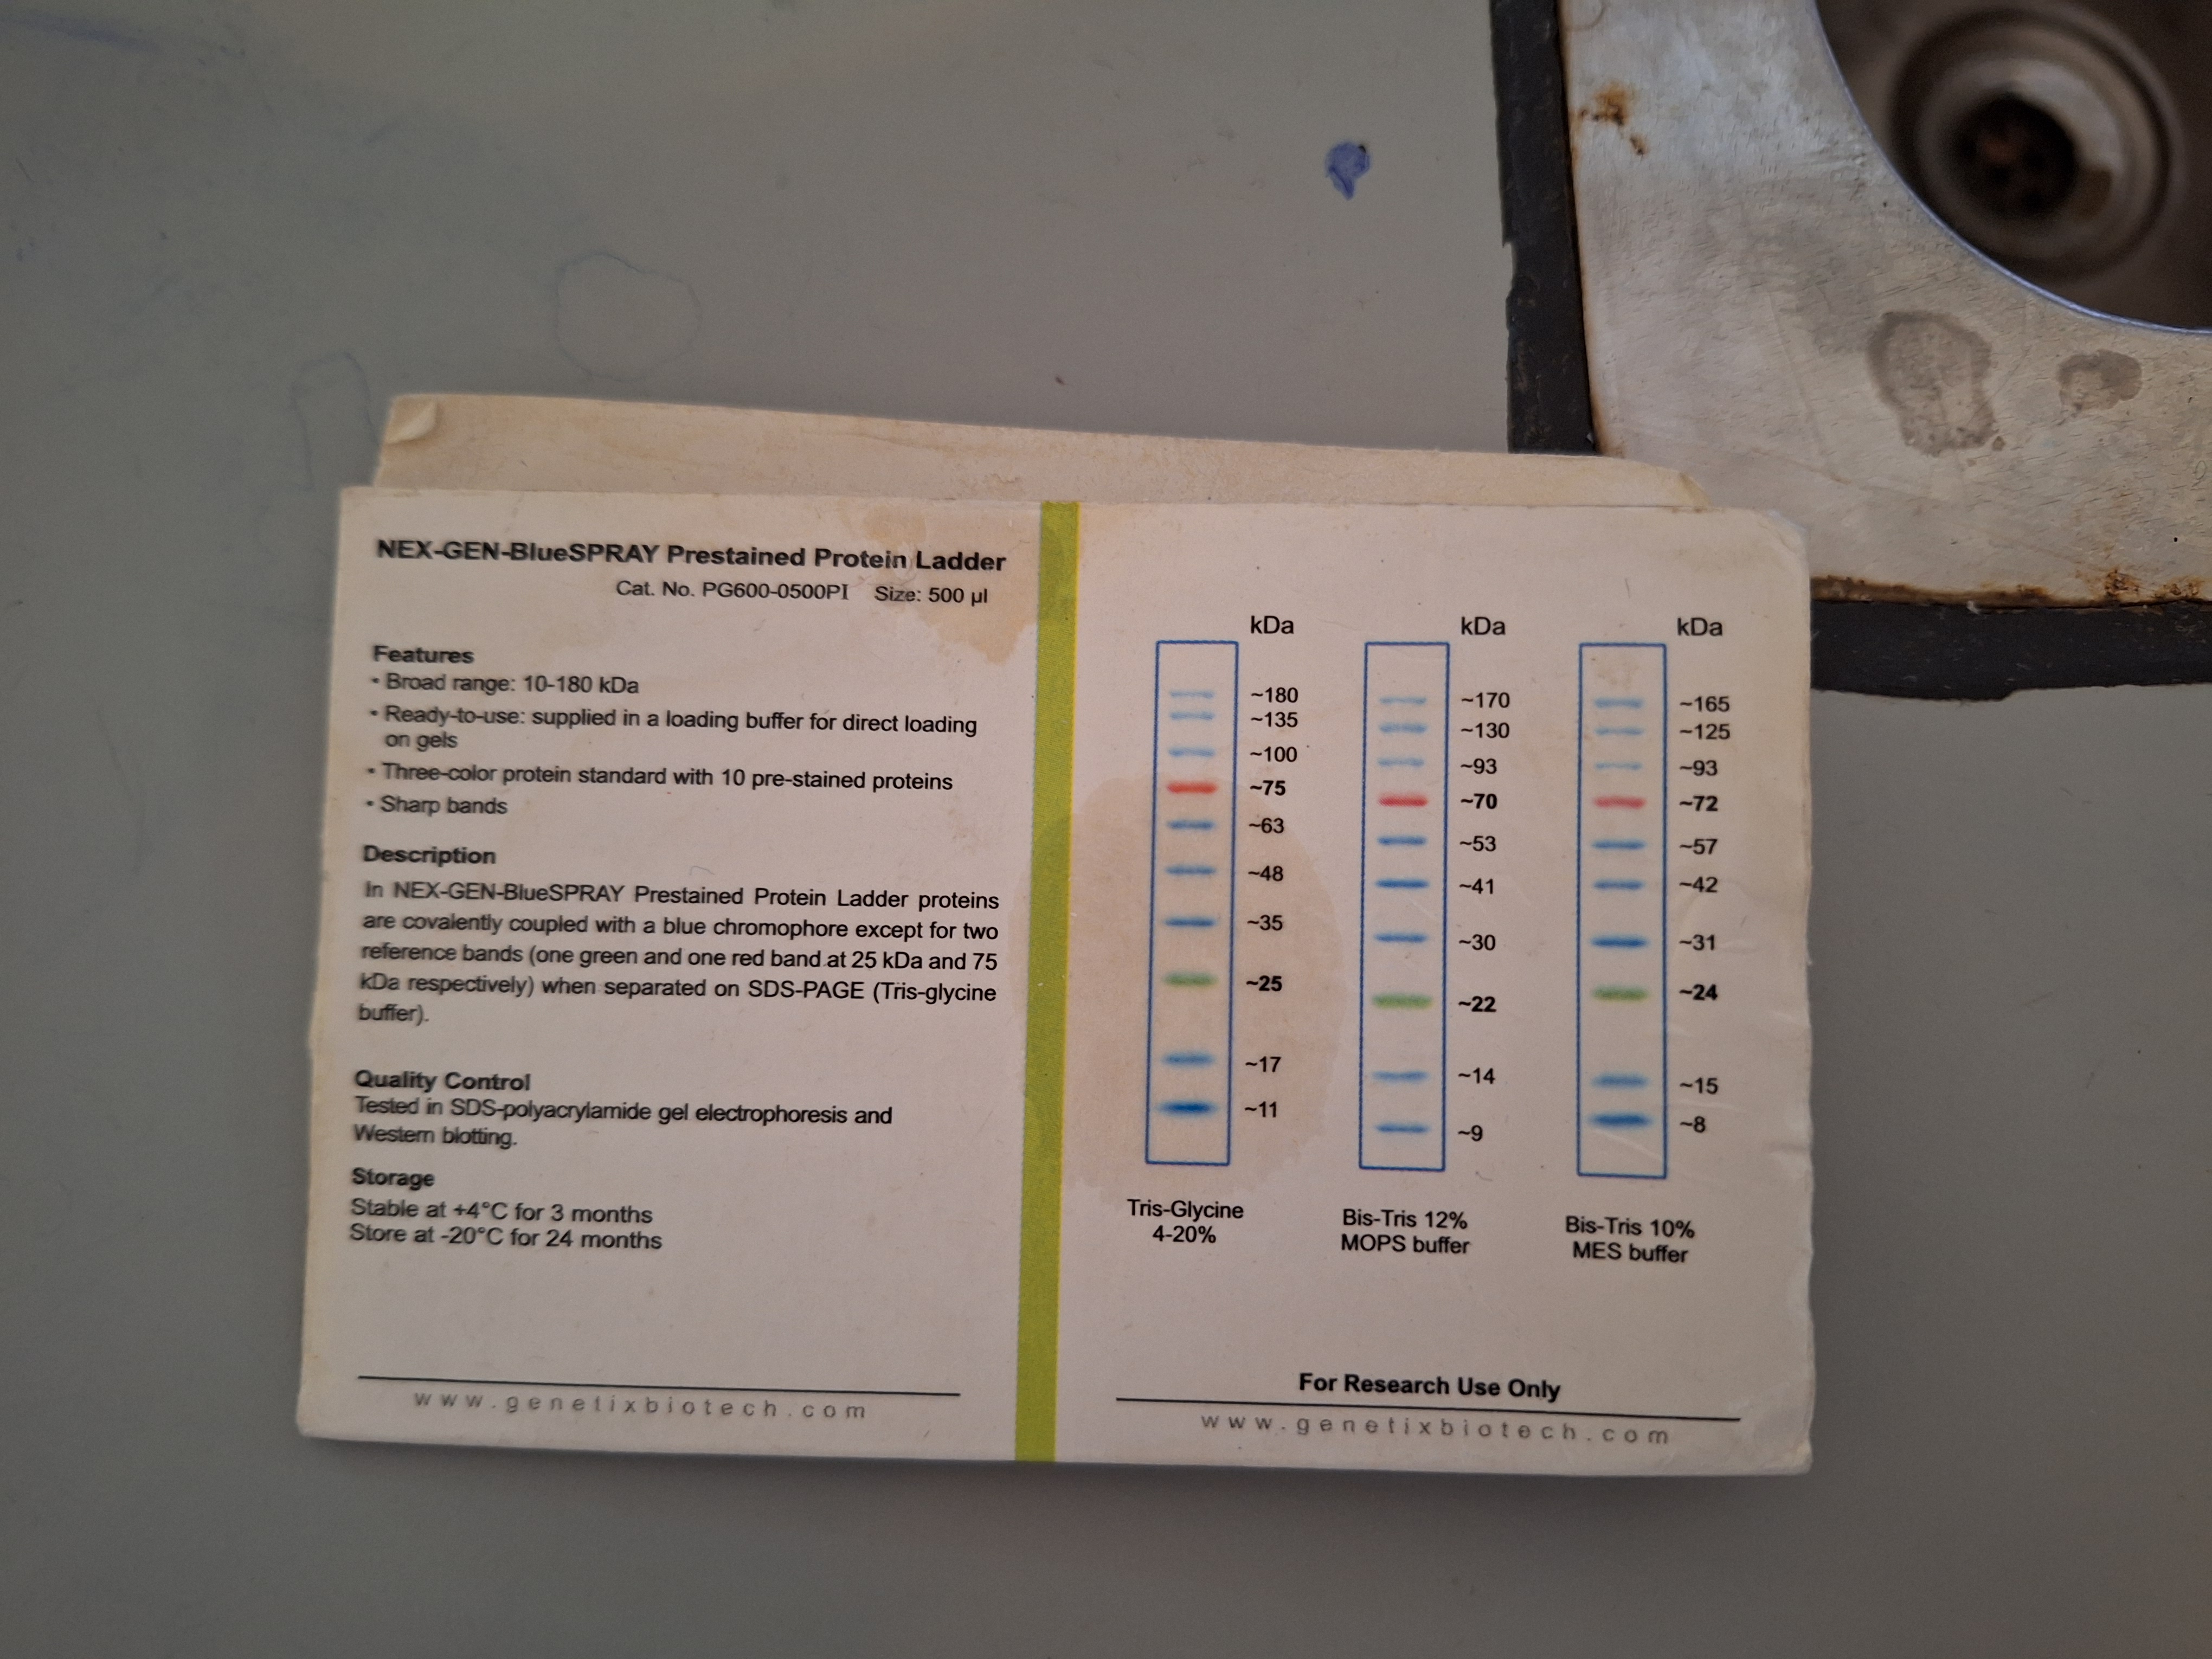 NEX-GEN-BlueSPRAY Prestained Protein Ladder
Cat. No. PG600-0500PI Size: 500 µl
Features
• Broad range: 10-180 kDa
• Ready-to-use: supplied in a loading buffer for direct loading
on gels
• Three-color protein standard with 10 pre-stained proteins
• Sharp bands
Description
In NEX-GEN-BlueSPRAY Prestained Protein Ladder proteins
are covalently coupled with a blue chromophore except for two
reference bands (one green and one red band at 25 kDa and 75
kDa respectively) when separated on SDS-PAGE (Tris-glycine
buffer).
Quality Control
Tested in SDS-polyacrylamide gel electrophoresis and
Western blotting.
Storage
Stable at +4°C for 3 months
Store at -20°C for 24 months
www.genetixbiotech.com
kDa
~180
~135
~100
~75
~63
~48
~35
~25
~17
~11
Tris-Glycine
4-20%
kDa
~170
~130
~93
~70
~53
~41
~30
~22
~14
~9
Bis-Tris 12%
MOPS buffer
kDa
~165
~125
~93
~72
~57
~42
~31
~24
~15
~8
Bis-Tris 10%
MES buffer
For Research Use Only
www.genetixbiotech.com